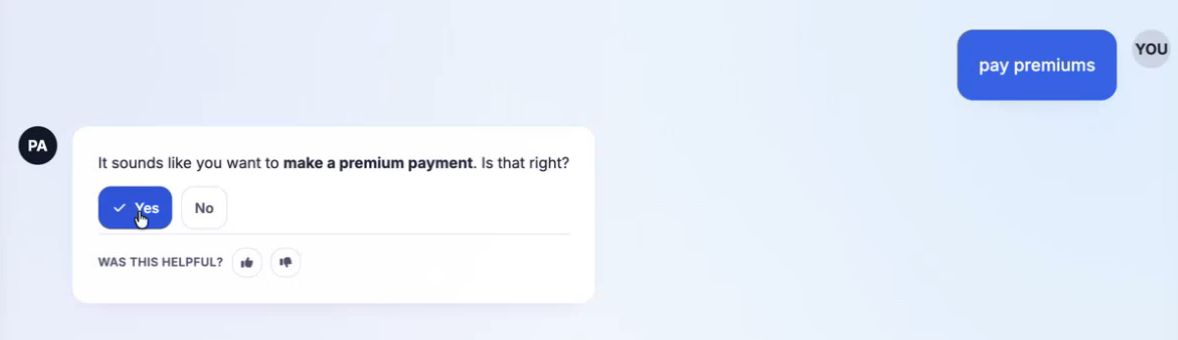 pay premiums
YOU
PA
It sounds like you want to make a premium payment. Is that right?
Yes
No
WAS THIS HELPFUL?